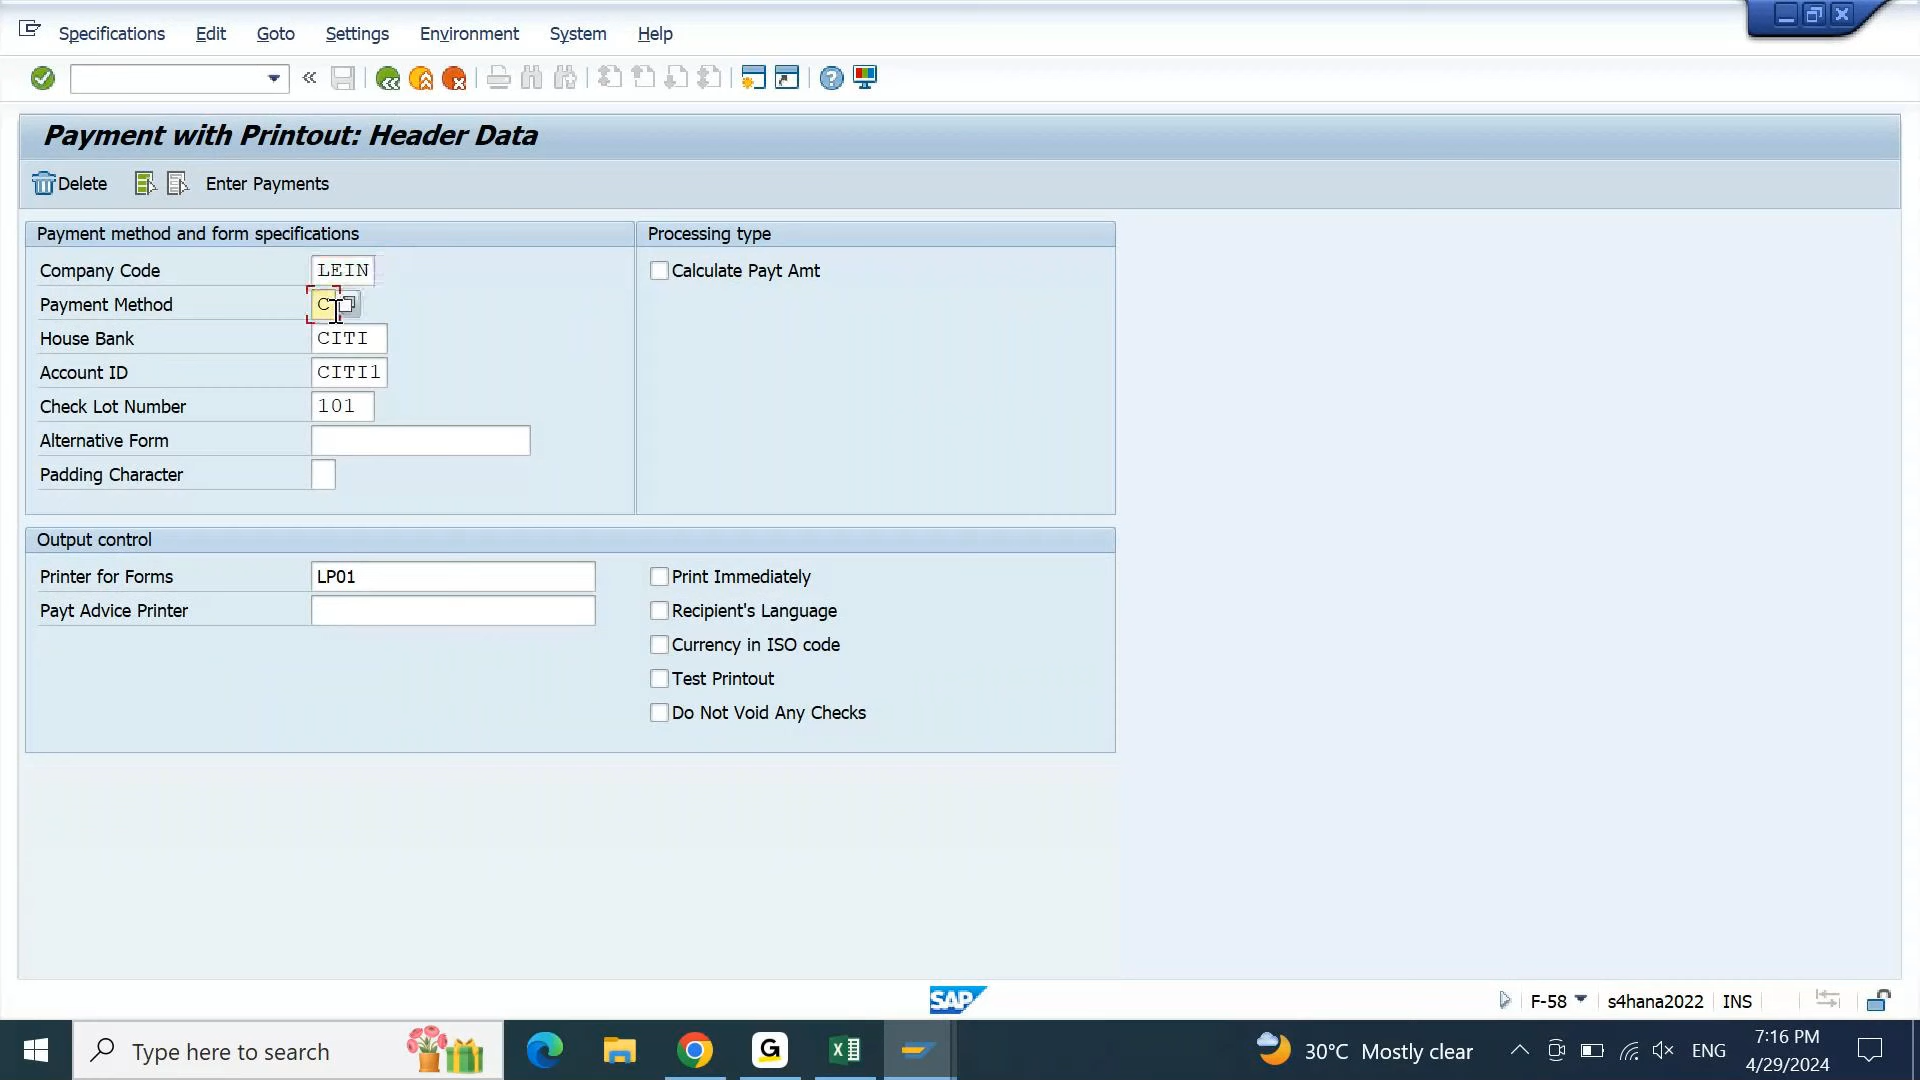 Specifications Edit Goto Settings Environment System Help
Payment with Printout: Header Data
Delete Enter Payments
Payment method and form specifications
Company Code LEIN
Payment Method C
House Bank CITI
Account ID CITI1
Check Lot Number 101
Alternative Form
Padding Character
Processing type
Calculate Payt Amt
Output control
Printer for Forms LP01
Payt Advice Printer
Print Immediately
Recipient's Language
Currency in ISO code
Test Printout
Do Not Void Any Checks
SAP
F-58 s4hana2022 INS
Type here to search
30°C Mostly clear
ENG
7:16 PM
4/29/2024